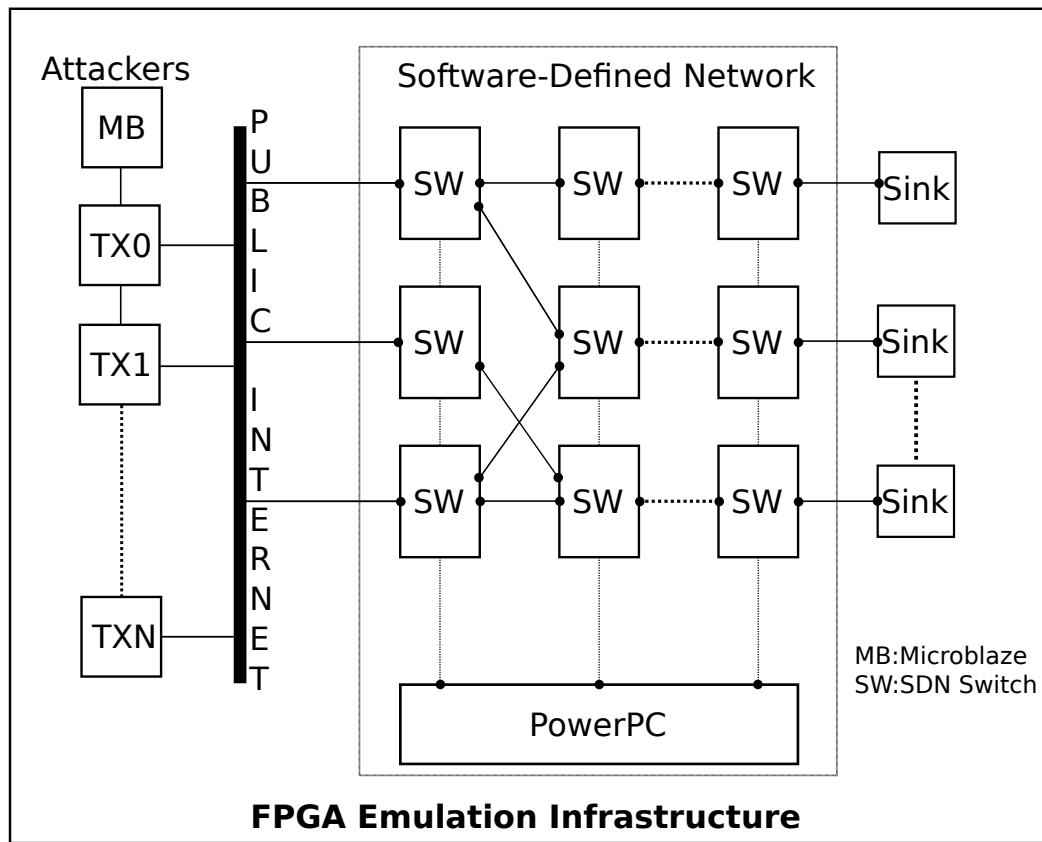 Attackers
Software-Defined Network
MB
TX0
TX1
TXN
PUBLIC INTERNET
SW
SW
SW
Sink
SW
SW
SW
Sink
SW
SW
SW
Sink
PowerPC
MB:Microblaze
SW:SDN Switch
FPGA Emulation Infrastructure